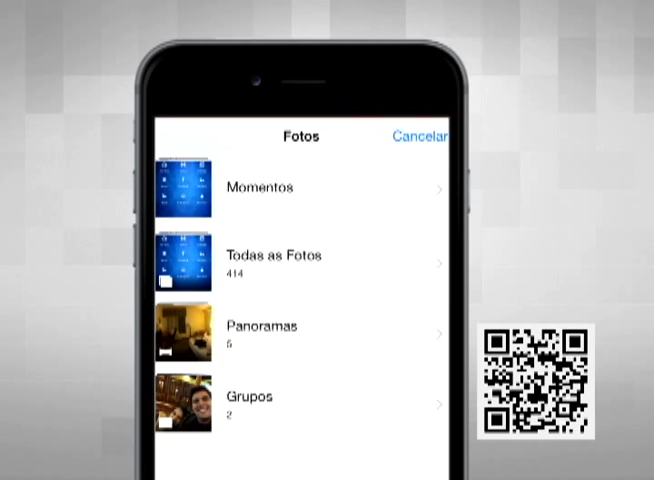 Fotos
Cancelar
Momentos
Todas as Fotos
414
Panoramas
5
Grupos
2